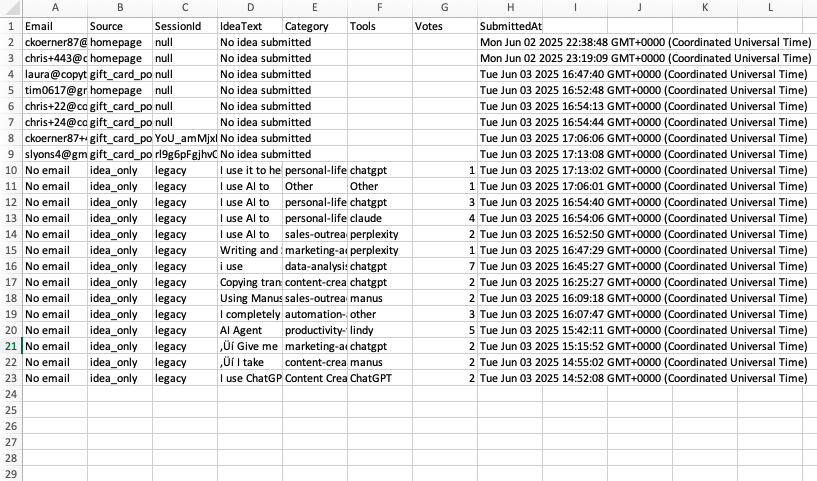 A B C D E F G H I J K L
1 Email Source SessionId IdeaText Category Tools Votes SubmittedAt
2 ckoerner87@ homepage null No idea submitted Mon Jun 02 2025 22:38:48 GMT+0000 (Coordinated Universal Time)
3 chris+443@c homepage null No idea submitted Mon Jun 02 2025 23:19:09 GMT+0000 (Coordinated Universal Time)
4 laura@copyt gift_card_po null No idea submitted Tue Jun 03 2025 16:47:40 GMT+0000 (Coordinated Universal Time)
5 tim0617@gr homepage null No idea submitted Tue Jun 03 2025 16:52:48 GMT+0000 (Coordinated Universal Time)
6 chris+22@co gift_card_po null No idea submitted Tue Jun 03 2025 16:54:13 GMT+0000 (Coordinated Universal Time)
7 chris+24@co gift_card_po null No idea submitted Tue Jun 03 2025 16:54:44 GMT+0000 (Coordinated Universal Time)
8 ckoerner87+ gift_card_po YoU_amMjxl No idea submitted Tue Jun 03 2025 17:06:06 GMT+0000 (Coordinated Universal Time)
9 slyons4@gm gift_card_po rl9g6pFgjhvC No idea submitted Tue Jun 03 2025 17:13:08 GMT+0000 (Coordinated Universal Time)
10 No email idea_only legacy I use it to he personal-life chatgpt 1 Tue Jun 03 2025 17:13:02 GMT+0000 (Coordinated Universal Time)
11 No email idea_only legacy I use AI to Other Other 1 Tue Jun 03 2025 17:06:01 GMT+0000 (Coordinated Universal Time)
12 No email idea_only legacy I use AI to personal-life chatgpt 3 Tue Jun 03 2025 16:54:40 GMT+0000 (Coordinated Universal Time)
13 No email idea_only legacy I use AI to personal-life claude 4 Tue Jun 03 2025 16:54:06 GMT+0000 (Coordinated Universal Time)
14 No email idea_only legacy I use AI to sales-outrea perplexity 2 Tue Jun 03 2025 16:52:50 GMT+0000 (Coordinated Universal Time)
15 No email idea_only legacy Writing and marketing-ad perplexity 1 Tue Jun 03 2025 16:47:29 GMT+0000 (Coordinated Universal Time)
16 No email idea_only legacy i use data-analysis chatgpt 7 Tue Jun 03 2025 16:45:27 GMT+0000 (Coordinated Universal Time)
17 No email idea_only legacy Copying tran content-crea chatgpt 2 Tue Jun 03 2025 16:25:27 GMT+0000 (Coordinated Universal Time)
18 No email idea_only legacy Using Manus sales-outrea manus 2 Tue Jun 03 2025 16:09:18 GMT+0000 (Coordinated Universal Time)
19 No email idea_only legacy I completely automation- other 3 Tue Jun 03 2025 16:07:47 GMT+0000 (Coordinated Universal Time)
20 No email idea_only legacy AI Agent productivity- lindy 5 Tue Jun 03 2025 15:42:11 GMT+0000 (Coordinated Universal Time)
21 No email idea_only legacy ‚Üí Give me marketing-ad chatgpt 2 Tue Jun 03 2025 15:15:52 GMT+0000 (Coordinated Universal Time)
22 No email idea_only legacy ‚Üí I take content-crea manus 2 Tue Jun 03 2025 14:55:02 GMT+0000 (Coordinated Universal Time)
23 No email idea_only legacy I use ChatGP Content Crea ChatGPT 2 Tue Jun 03 2025 14:52:08 GMT+0000 (Coordinated Universal Time)
24
25
26
27
28
29